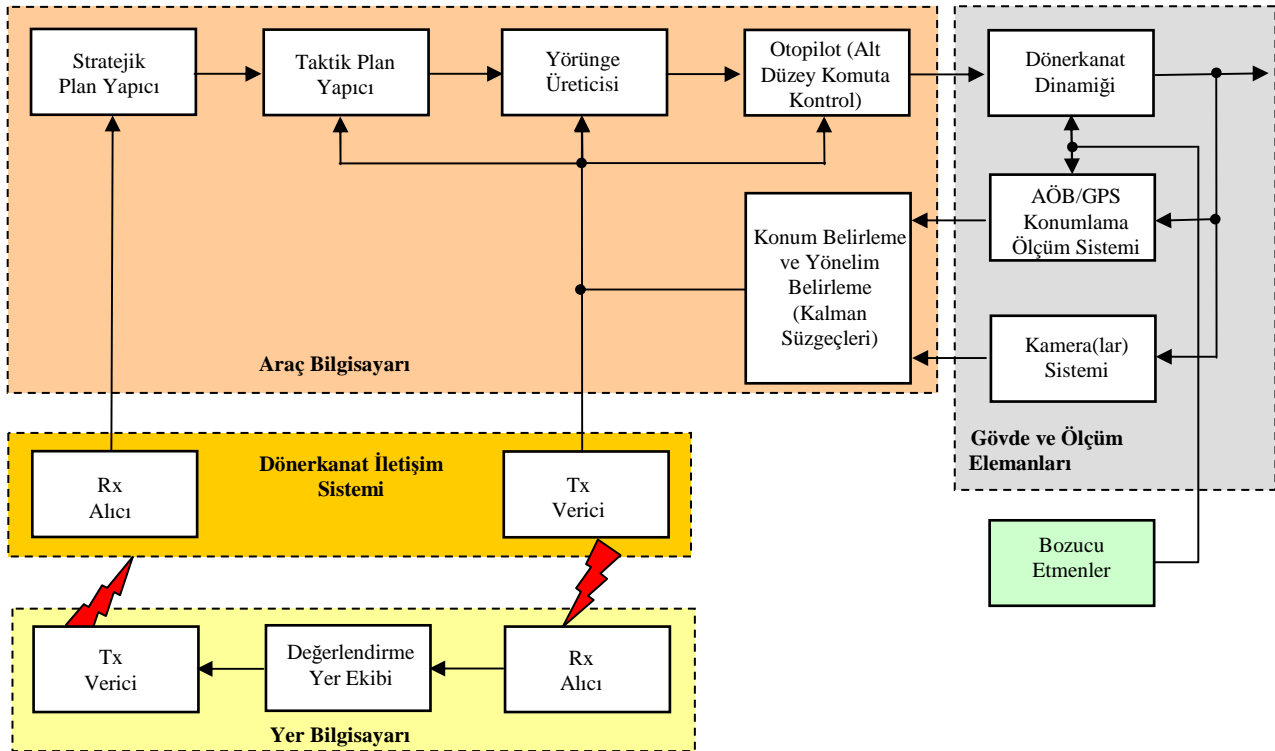 Stratejik
Plan Yapıcı
Taktik Plan
Yapıcı
Yörünge
Üreticisi
Otopilot (Alt
Düzey Komuta
Kontrol)
Dönerkanat
Dinamiği
AÖB/GPS
Konumlama
Ölçüm Sistemi
Konum Belirleme
ve Yönelim
Belirleme
(Kalman
Süzgeçleri)
Kamera(lar)
Sistemi
Araç Bilgisayarı
Gövde ve Ölçüm
Elemanları
Rx
Alıcı
Dönerkanat İletişim
Sistemi
Tx
Verici
Bozucu
Etmenler
Tx
Verici
Değerlendirme
Yer Ekibi
Rx
Alıcı
Yer Bilgisayarı